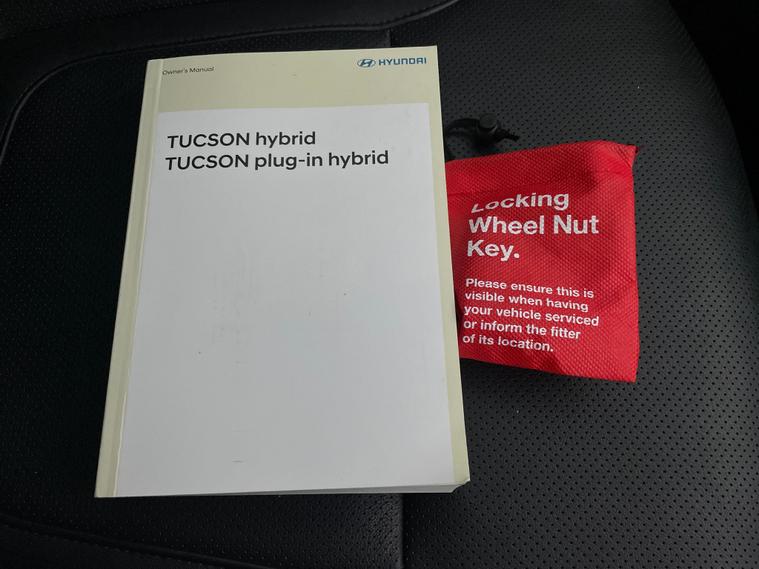 Owner's Manual
HYUNDAI
TUCSON hybrid
TUCSON plug-in hybrid
Locking
Wheel Nut
Key.
Please ensure this is
visible when having
your vehicle serviced
or inform the fitter
of its location.